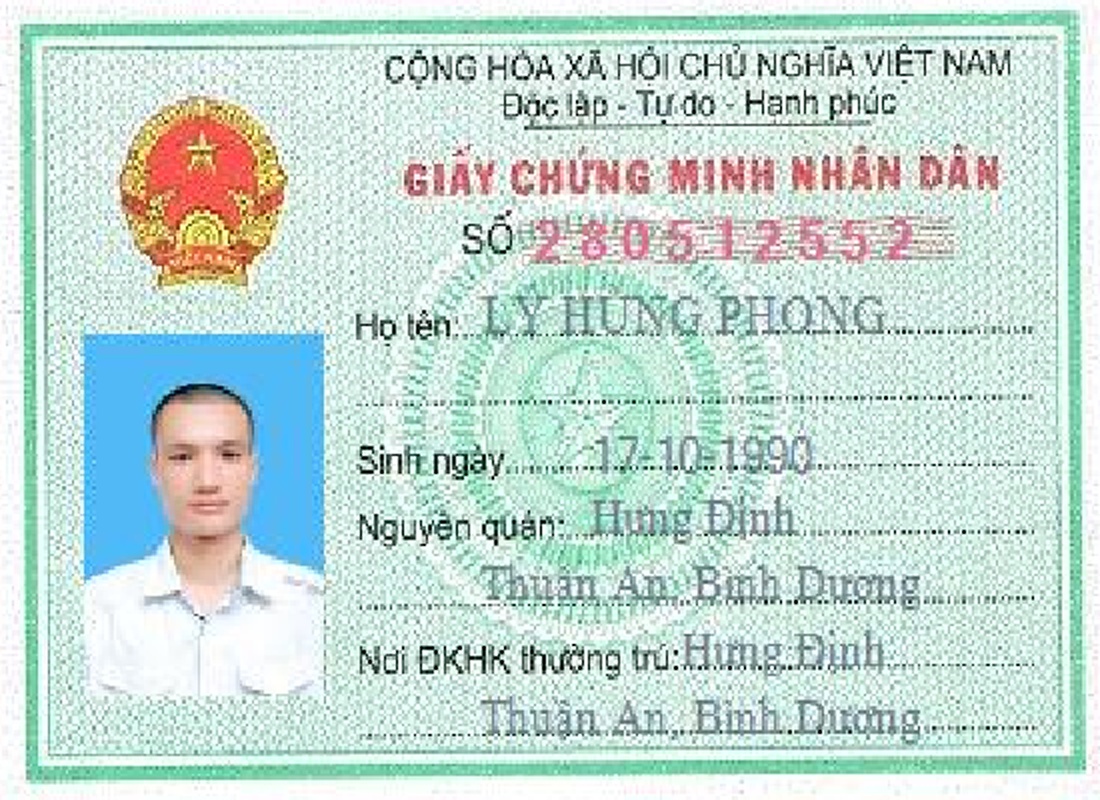 CỘNG HÒA XÃ HỘI CHỦ NGHĨA VIỆT NAM
Độc lập - Tự do - Hạnh phúc
GIẤY CHỨNG MINH NHÂN DÂN
SỐ 280512552
Họ tên: LÝ HÙNG PHONG
Sinh ngày 17-10-1990
Nguyên quán: Hưng Định
Thuận An, Bình Dương
Nơi ĐKHK thường trú: Hưng Định
Thuận An, Bình Dương